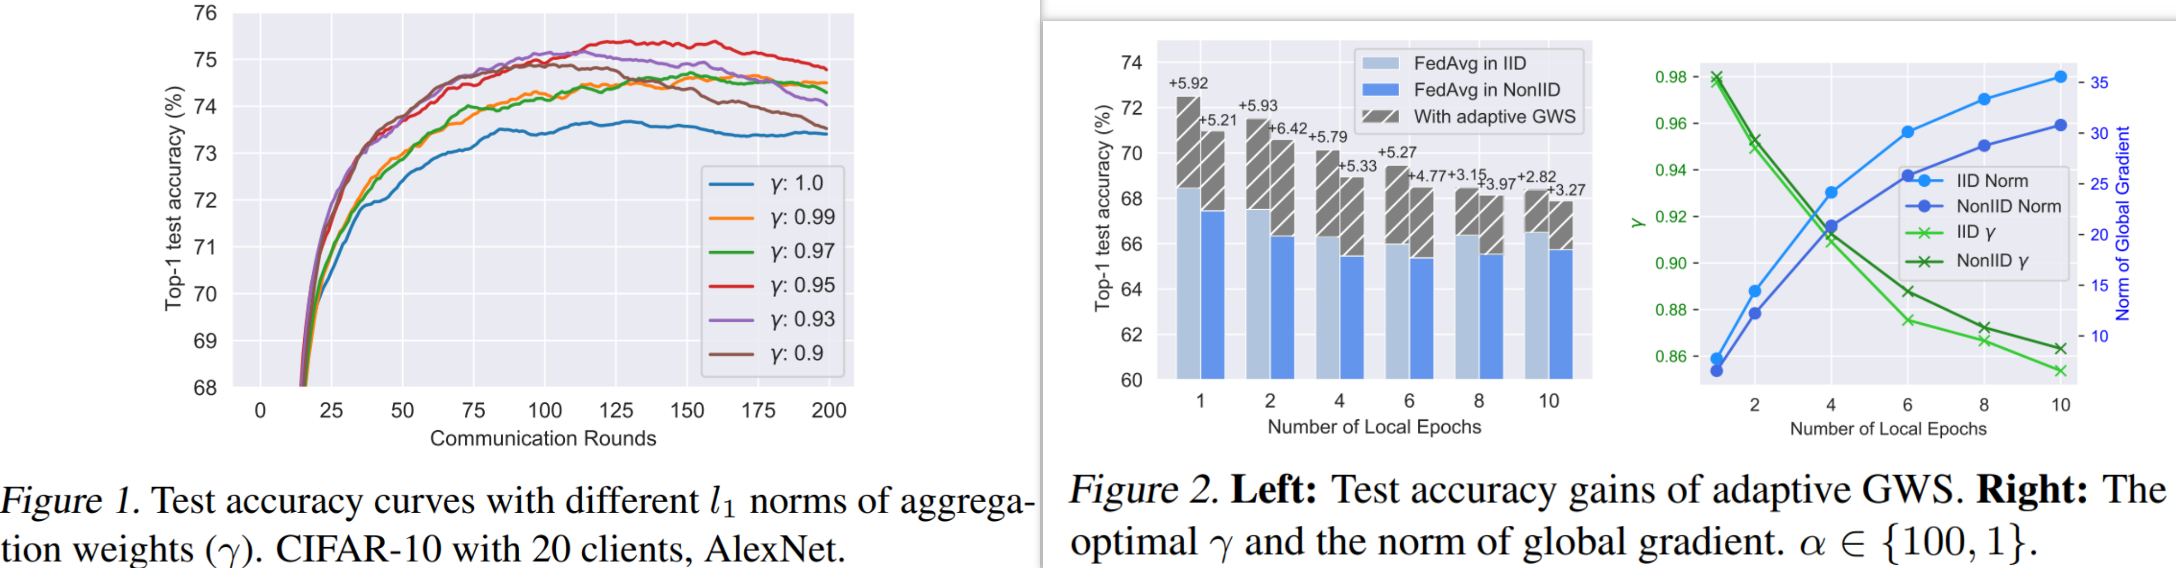 76
75
74
73
72
71
70
69
68
Top-1 test accuracy (%)
0 25 50 75 100 125 150 175 200
Communication Rounds
γ: 1.0
γ: 0.99
γ: 0.97
γ: 0.95
γ: 0.93
γ: 0.9
Figure 1. Test accuracy curves with different l₁ norms of aggrega-
tion weights (γ). CIFAR-10 with 20 clients, AlexNet.
74
72
70
68
66
64
62
60
Top-1 test accuracy (%)
FedAvg in IID
FedAvg in NonIID
With adaptive GWS
+5.92
+5.21
+5.93
+6.42
+5.79
+5.33
+5.27
+4.77
+3.15
+3.97
+2.82
+3.27
1 2 4 6 8 10
Number of Local Epochs
0.98
0.96
0.94
0.92
0.90
0.88
0.86
γ
IID Norm
NonIID Norm
IID γ
NonIID γ
35
30
25
20
15
10
Norm of Global Gradient
2 4 6 8 10
Number of Local Epochs
Figure 2. Left: Test accuracy gains of adaptive GWS. Right: The
optimal γ and the norm of global gradient. α ∈ {100, 1}.